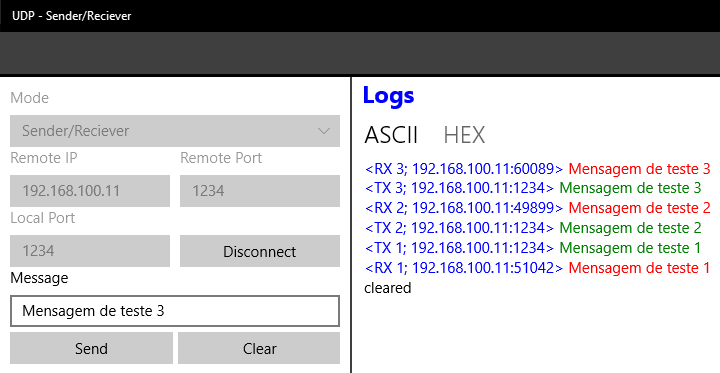 UDP - Sender/Reciever
Mode
Sender/Reciever
Remote IP Remote Port
192.168.100.11 1234
Local Port
1234 Disconnect
Message
Mensagem de teste 3
Send Clear
Logs
ASCII HEX
<RX 3; 192.168.100.11:60089> Mensagem de teste 3
<TX 3; 192.168.100.11:1234> Mensagem de teste 3
<RX 2; 192.168.100.11:49899> Mensagem de teste 2
<TX 2; 192.168.100.11:1234> Mensagem de teste 2
<TX 1; 192.168.100.11:1234> Mensagem de teste 1
<RX 1; 192.168.100.11:51042> Mensagem de teste 1
cleared